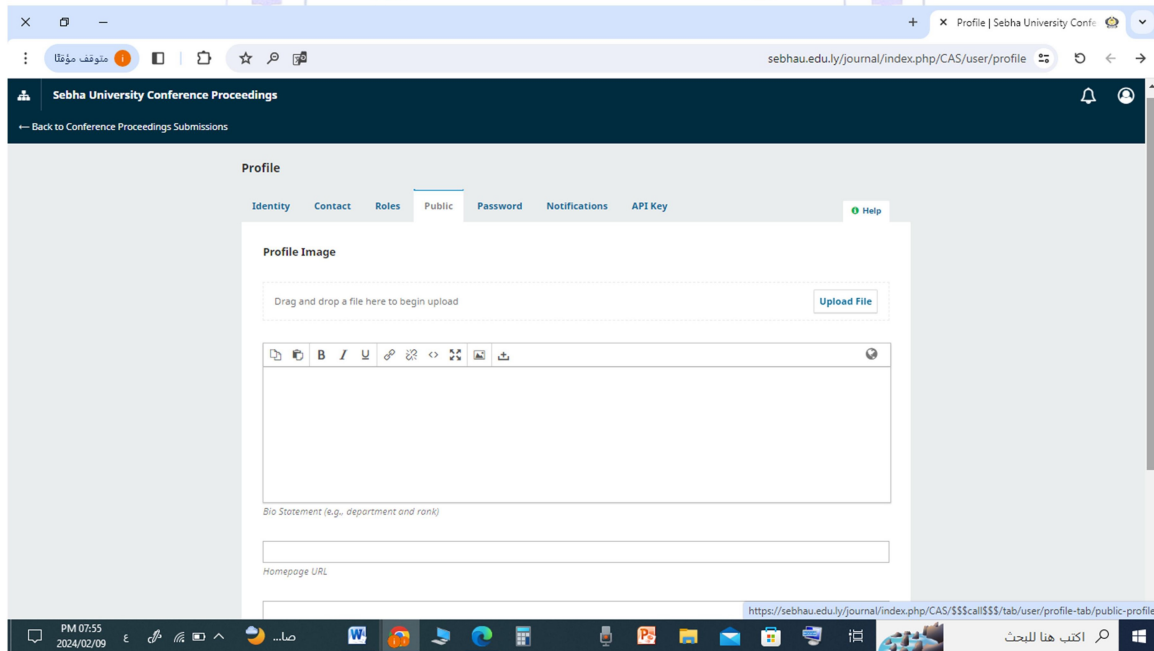 Profile | Sebha University Confe
متوقف مؤقتًا
sebhau.edu.ly/journal/index.php/CAS/user/profile
Sebha University Conference Proceedings
← Back to Conference Proceedings Submissions
Profile
Identity Contact Roles Public Password Notifications API Key
Help
Profile Image
Drag and drop a file here to begin upload
Upload File
B I U
Bio Statement (e.g., department and rank)
Homepage URL
https://sebhau.edu.ly/journal/index.php/CAS/$$$call$$$/tab/user/profile-tab/public-profile
PM 07:55
2024/02/09
ع
صا...
اكتب هنا للبحث